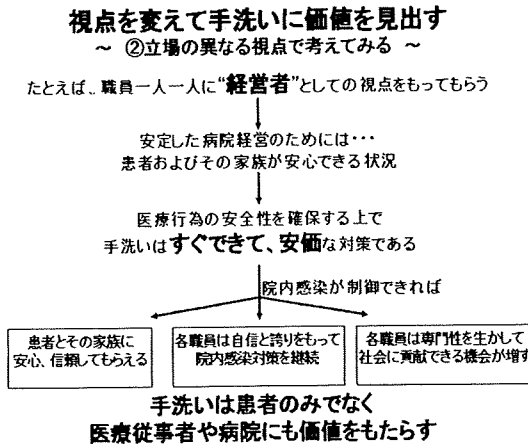 視点を変えて手洗いに価値を見出す
～ ②立場の異なる視点で考えてみる ～
たとえば、職員一人一人に“経営者”としての視点をもってもらう
安定した病院経営のためには・・・
患者およびその家族が安心できる状況
医療行為の安全性を確保する上で
手洗いはすぐできて、安価な対策である
院内感染が制御できれば
患者とその家族に
安心、信頼してもらえる
各職員は自信と誇りをもって
院内感染対策を継続
各職員は専門性を生かして
社会に貢献できる機会が増す
手洗いは患者のみでなく
医療従事者や病院にも価値をもたらす